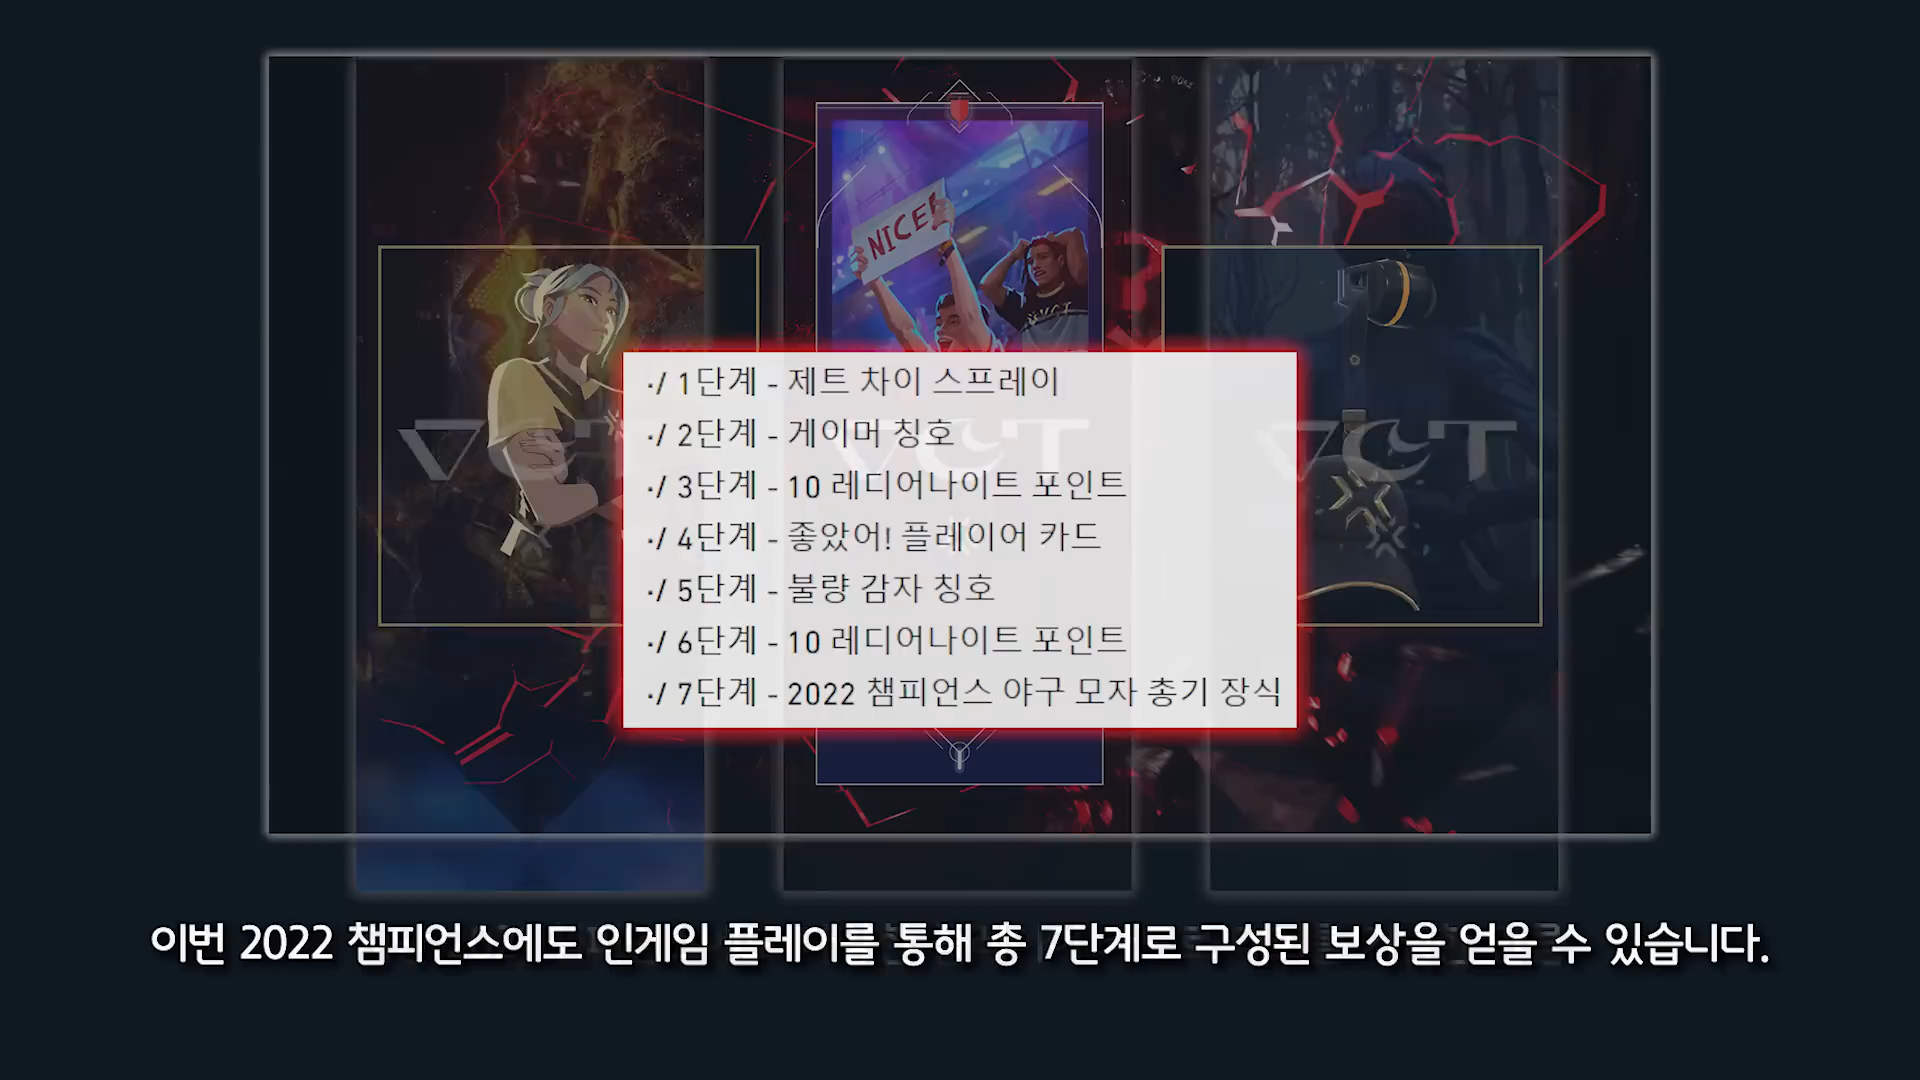 NICE!
VCT
VCT
VCT
VCT
·/ 1단계 - 제트 차이 스프레이
·/ 2단계 - 게이머 칭호
·/ 3단계 - 10 레디어나이트 포인트
·/ 4단계 - 좋았어! 플레이어 카드
·/ 5단계 - 불량 감자 칭호
·/ 6단계 - 10 레디어나이트 포인트
·/ 7단계 - 2022 챔피언스 야구 모자 총기 장식
이번 2022 챔피언스에도 인게임 플레이를 통해 총 7단계로 구성된 보상을 얻을 수 있습니다.